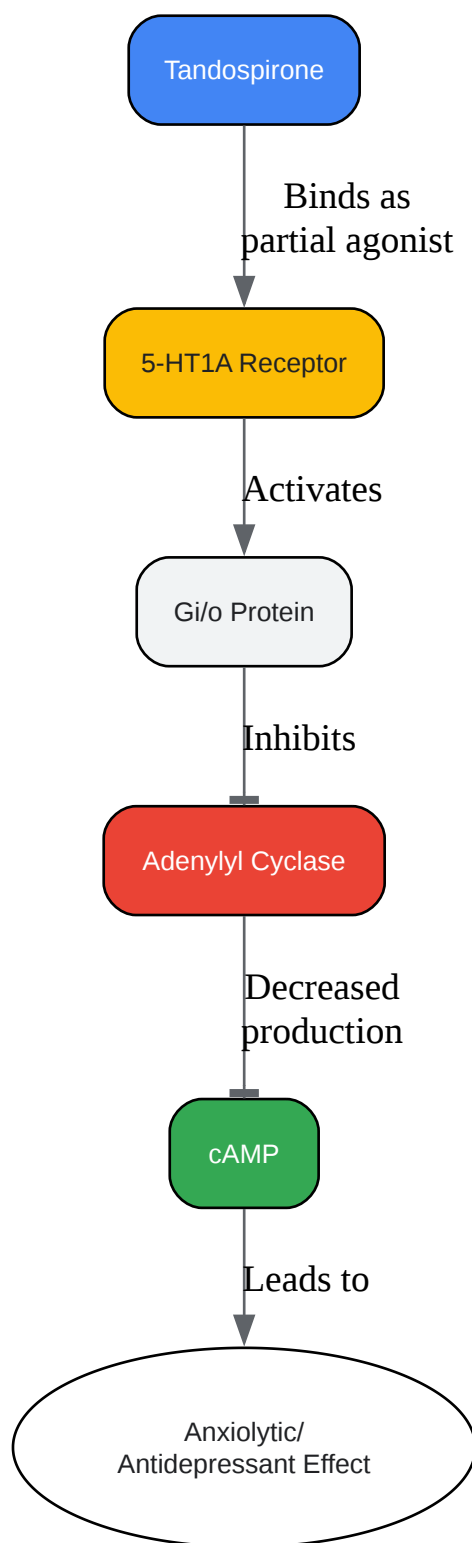 Tandospirone
Binds as
partial agonist
5-HT1A Receptor
Activates
Gi/o Protein
Inhibits
Adenylyl Cyclase
Decreased
production
cAMP
Leads to
Anxiolytic/
Antidepressant Effect